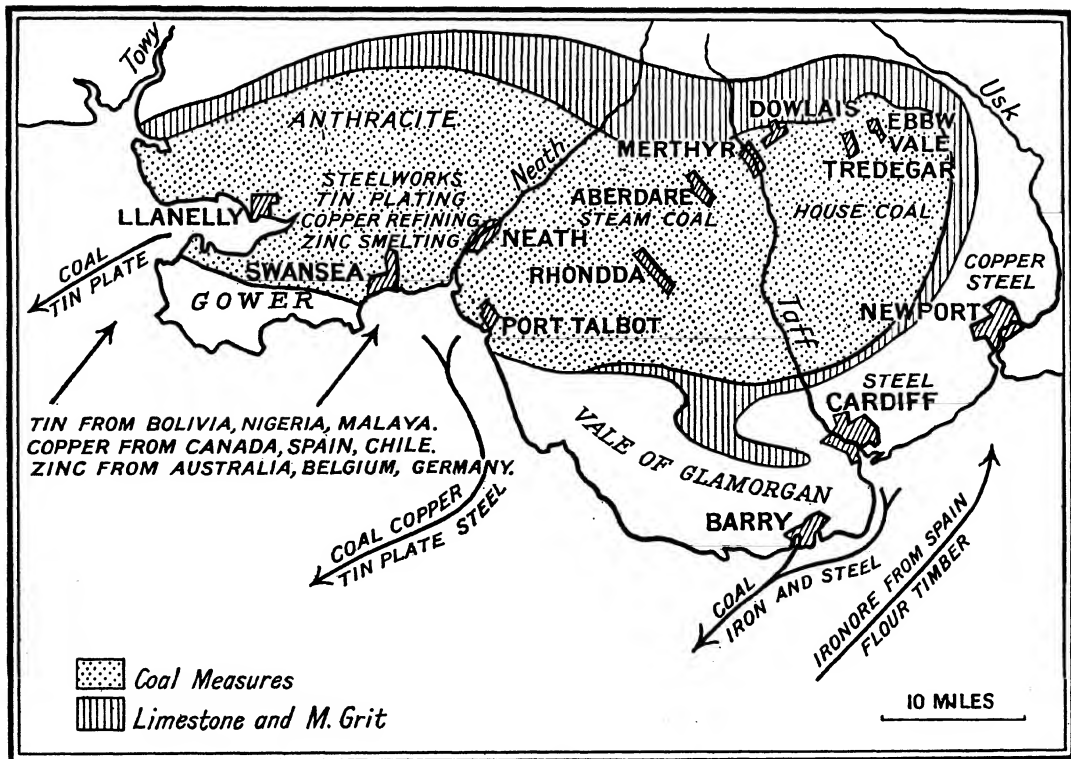 Towy
ANTHRACITE
STEELWORKS
TIN PLATING
COPPER REFINING
ZINC SMELTING
LLANELLY
SWANSEA
GOWER
Neath
NEATH
PORT TALBOT
MERTHYR
DOWLAIS
EBBW
VALE
TREDEGAR
Usk
ABERDARE
STEAM COAL
HOUSE COAL
RHONDDA
Taff
COPPER
STEEL
NEWPORT
STEEL
CARDIFF
VALE OF GLAMORGAN
BARRY
COAL
TIN PLATE
TIN FROM BOLIVIA, NIGERIA, MALAYA.
COPPER FROM CANADA, SPAIN, CHILE.
ZINC FROM AUSTRALIA, BELGIUM, GERMANY.
COAL COPPER
TIN PLATE STEEL
COAL
IRON AND STEEL
IRONORE FROM SPAIN
FLOUR TIMBER
Coal Measures
Limestone and M. Grit
10 MILES